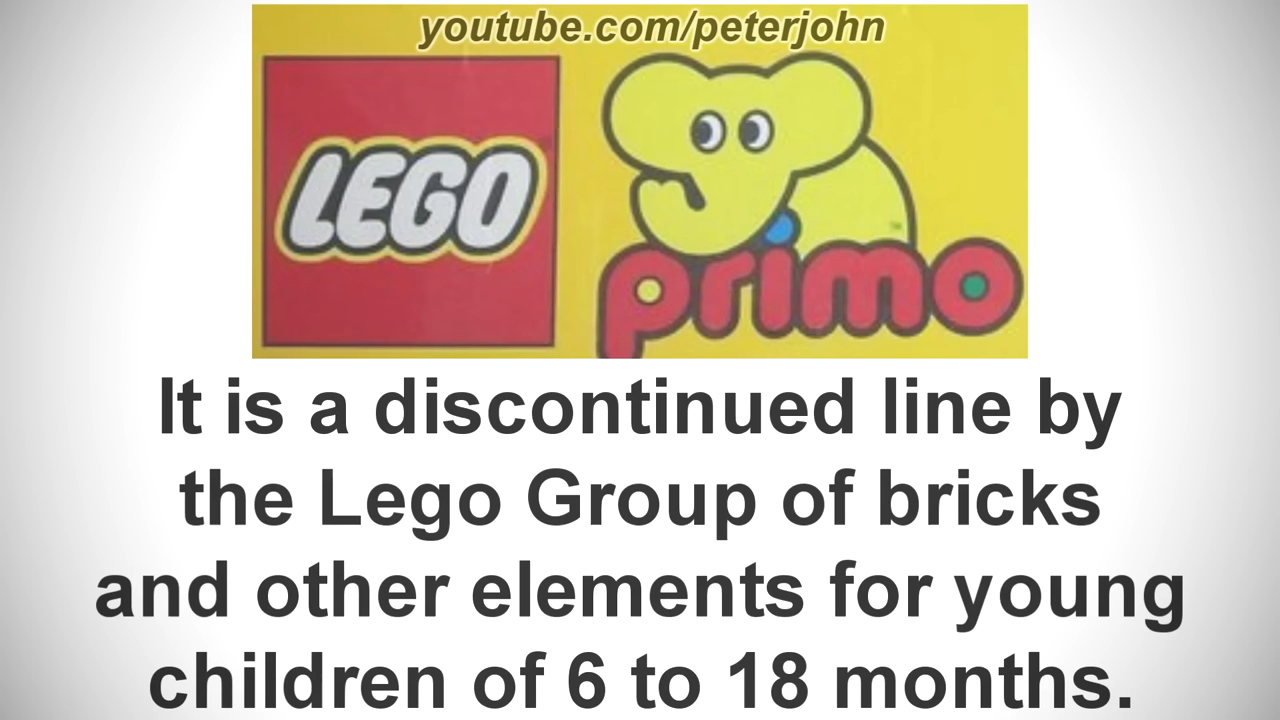 youtube.com/peterjohn
LEGO
primo
™
It is a discontinued line by
the Lego Group of bricks
and other elements for young
children of 6 to 18 months.